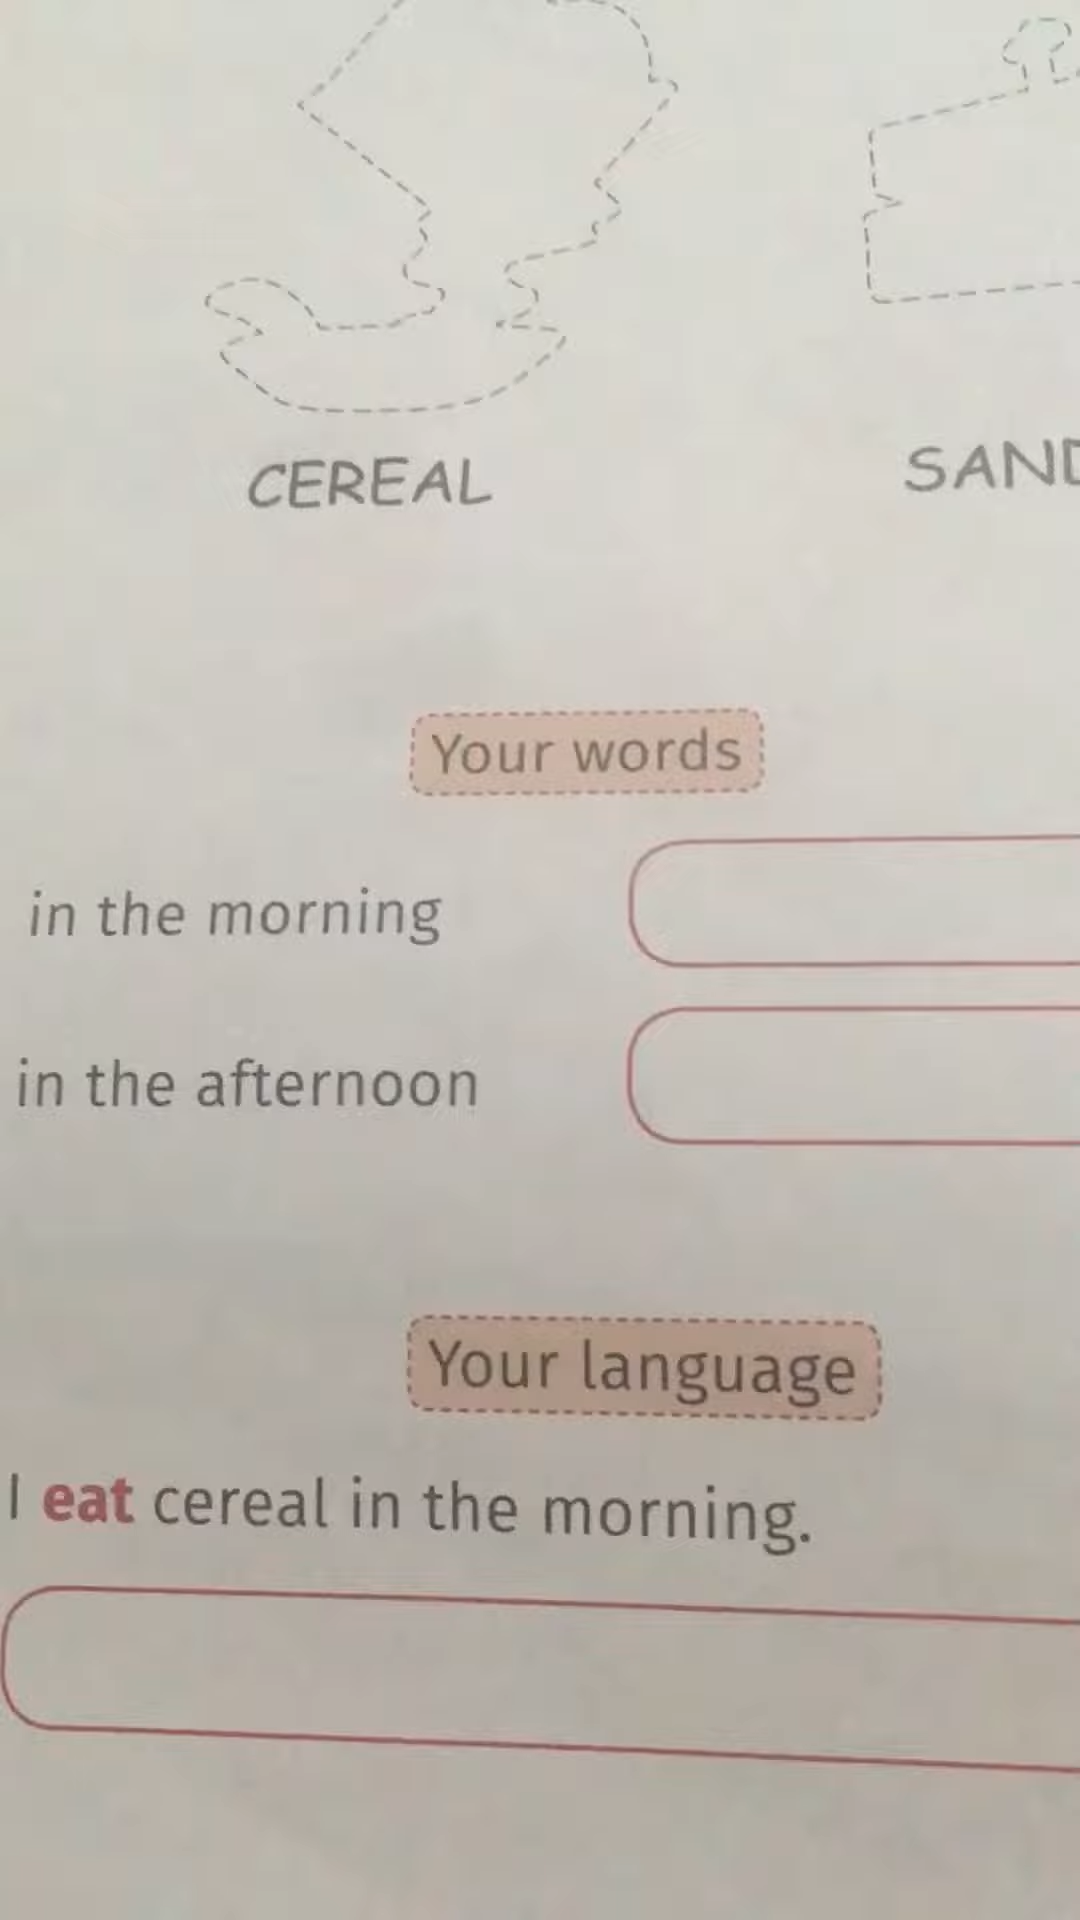 CEREAL
Your words
in the morning
in the afternoon
Your language
I eat cereal in the morning.